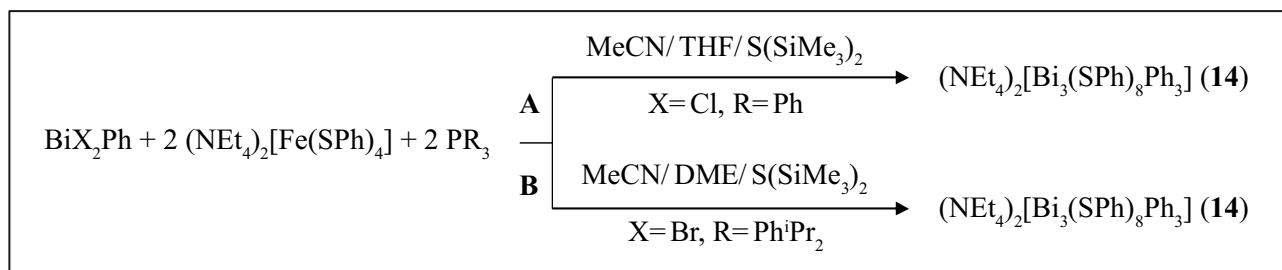 MeCN/ THF/ S(SiMe₃)₂
(NEt₄)₂[Bi₃(SPh)₈Ph₃] (14)
A
X= Cl, R= Ph
BiX₂Ph + 2 (NEt₄)₂[Fe(SPh)₄] + 2 PR₃
B
MeCN/ DME/ S(SiMe₃)₂
(NEt₄)₂[Bi₃(SPh)₈Ph₃] (14)
X= Br, R= PhⁱPr₂